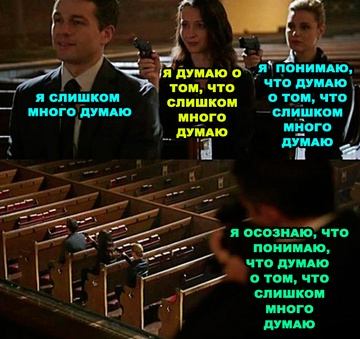 Я СЛИШКОМ
МНОГО ДУМАЮ
Я ДУМАЮ О
ТОМ, ЧТО
СЛИШКОМ
МНОГО
ДУМАЮ
Я ПОНИМАЮ,
ЧТО ДУМАЮ
О ТОМ, ЧТО
СЛИШКОМ
МНОГО
ДУМАЮ
Я ОСОЗНАЮ, ЧТО
ПОНИМАЮ,
ЧТО ДУМАЮ
О ТОМ, ЧТО
СЛИШКОМ
МНОГО
ДУМАЮ